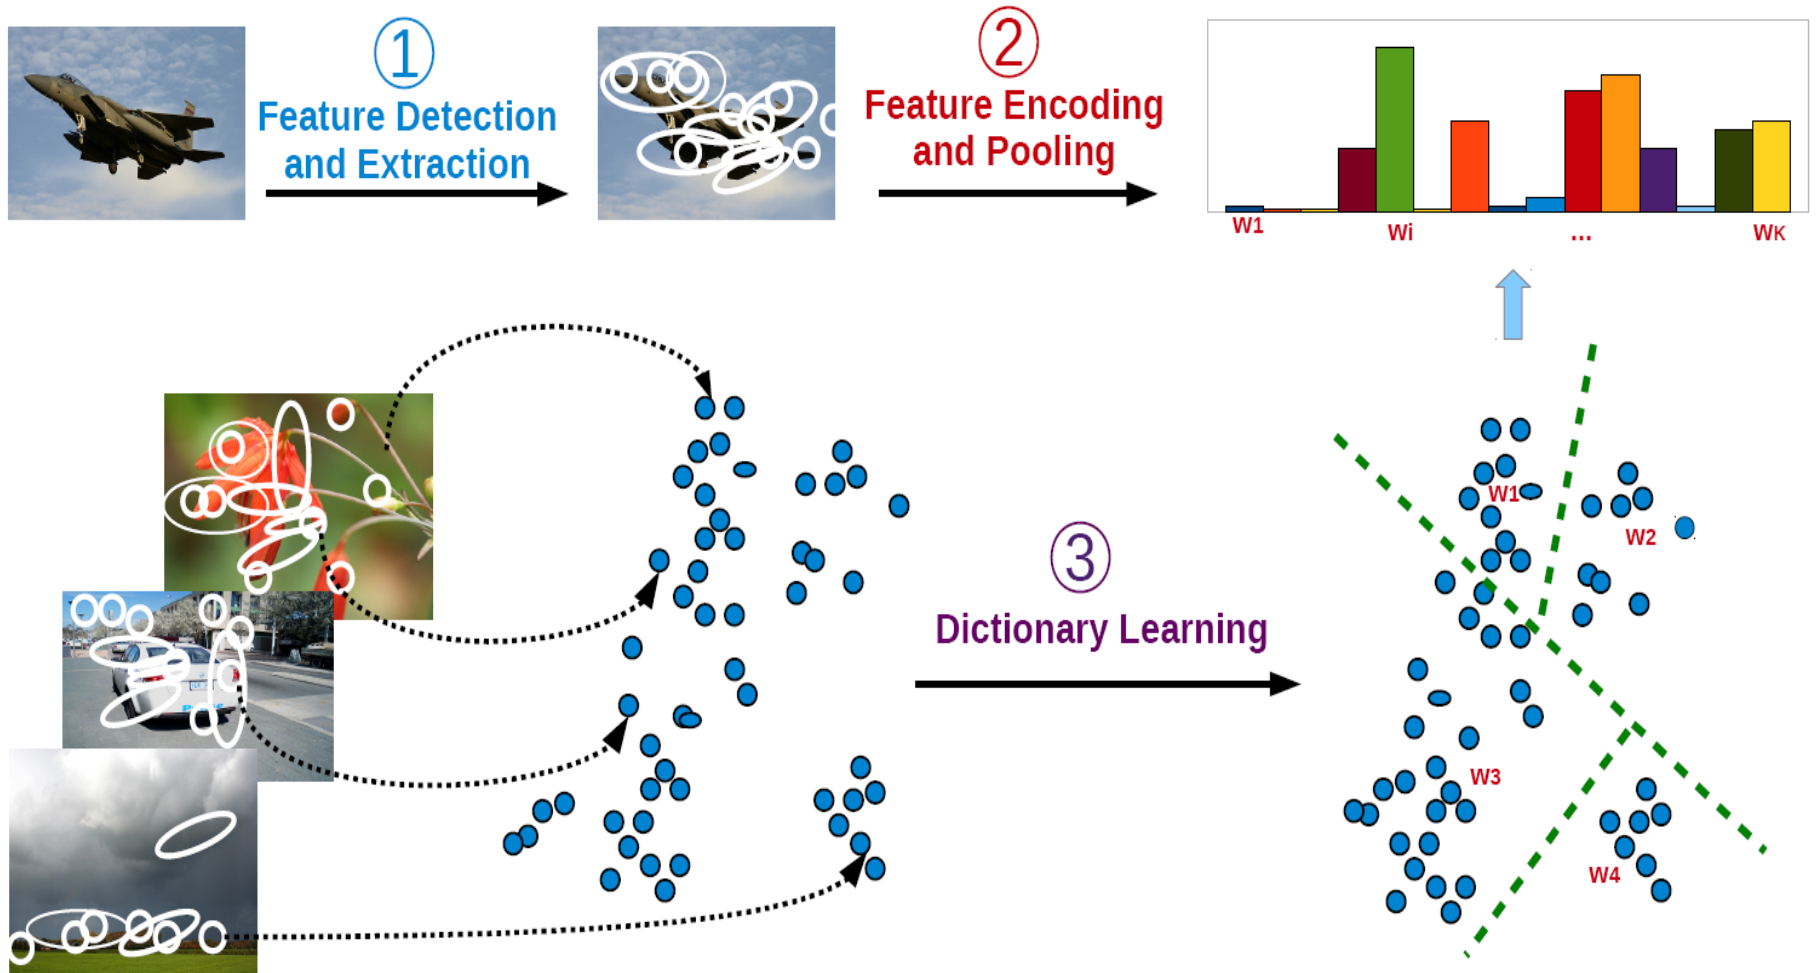 1
Feature Detection
and Extraction
2
Feature Encoding
and Pooling
W1
Wi
...
WK
3
Dictionary Learning
W1
W2
W3
W4